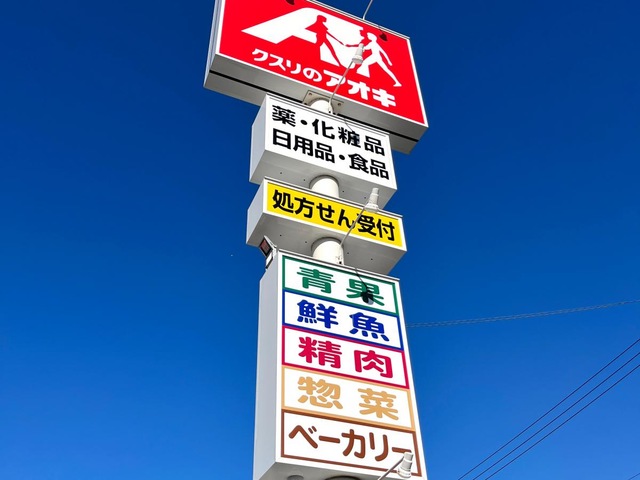 クスリのアオキ
薬・化粧品
日用品・食品
処方せん受付
青果
鮮魚
精肉
惣菜
ベーカリー